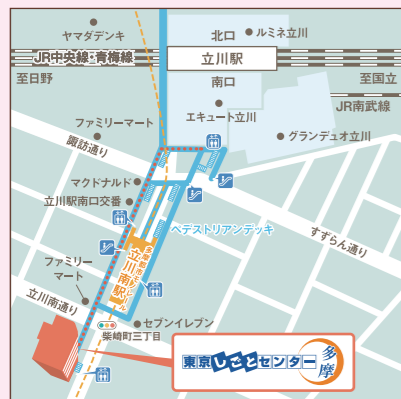 ヤマダデンキ
北口
ルミネ立川
JR中央線・青梅線
立川駅
至日野
南口
至国立
JR南武線
エキュート立川
ファミリーマート
グランデュオ立川
諏訪通り
マクドナルド
立川駅南口交番
ペデストリアンデッキ
すずらん通り
多摩都市モノレール
立川南駅
ファミリー
マート
立川南通り
セブンイレブン
柴崎町三丁目
東京しごとセンター
多摩